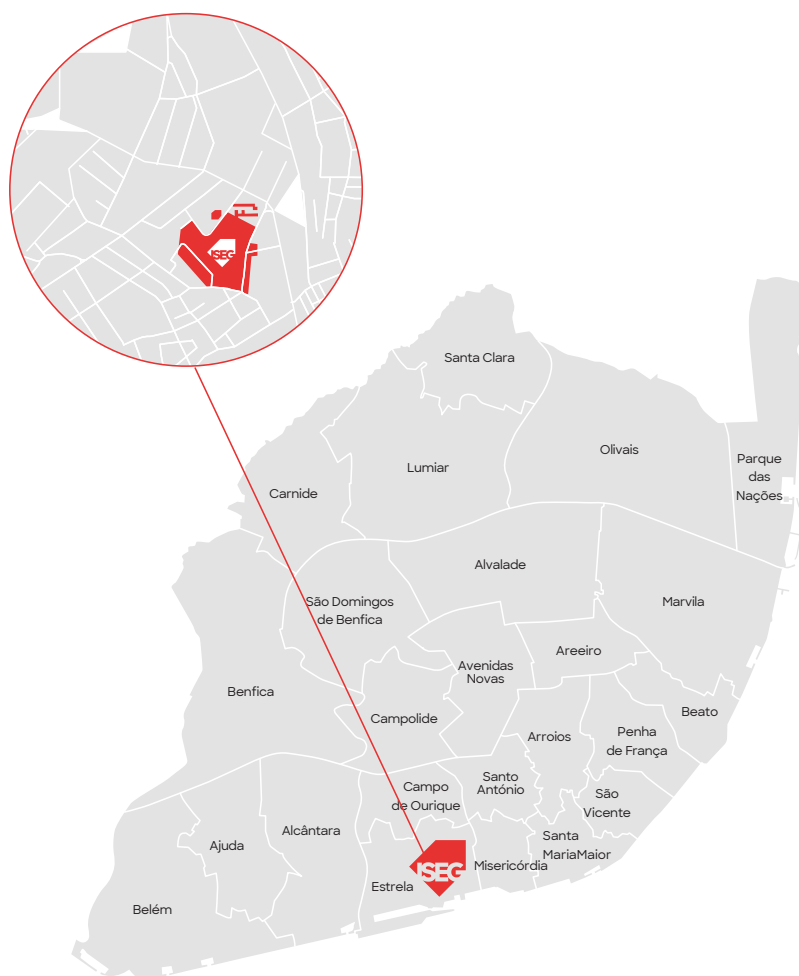 ISEG
Santa Clara
Olivais
Parque
das
Nações
Lumiar
Carnide
Alvalade
São Domingos
de Benfica
Marvila
Areeiro
Avenidas
Novas
Benfica
Campolide
Beato
Arroios
Penha
de França
Santo
António
Campo
de Ourique
São
Vicente
Alcântara
Ajuda
Santa
MariaMaior
Misericórdia
ISEG
Estrela
Belém